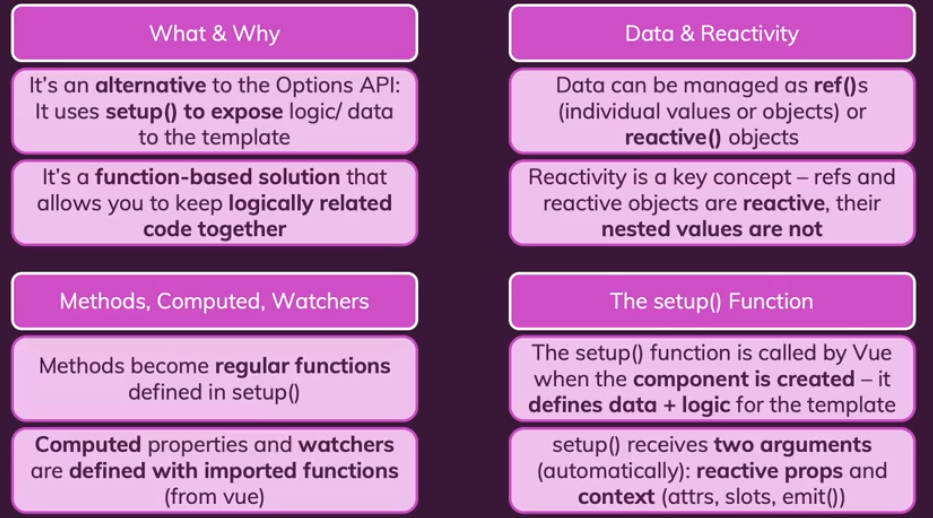 What & Why
It's an alternative to the Options API:
It uses setup() to expose logic/ data
to the template
It's a function-based solution that
allows you to keep logically related
code together
Data & Reactivity
Data can be managed as ref()s
(individual values or objects) or
reactive() objects
Reactivity is a key concept – refs and
reactive objects are reactive, their
nested values are not
Methods, Computed, Watchers
Methods become regular functions
defined in setup()
Computed properties and watchers
are defined with imported functions
(from vue)
The setup() Function
The setup() function is called by Vue
when the component is created – it
defines data + logic for the template
setup() receives two arguments
(automatically): reactive props and
context (attrs, slots, emit())